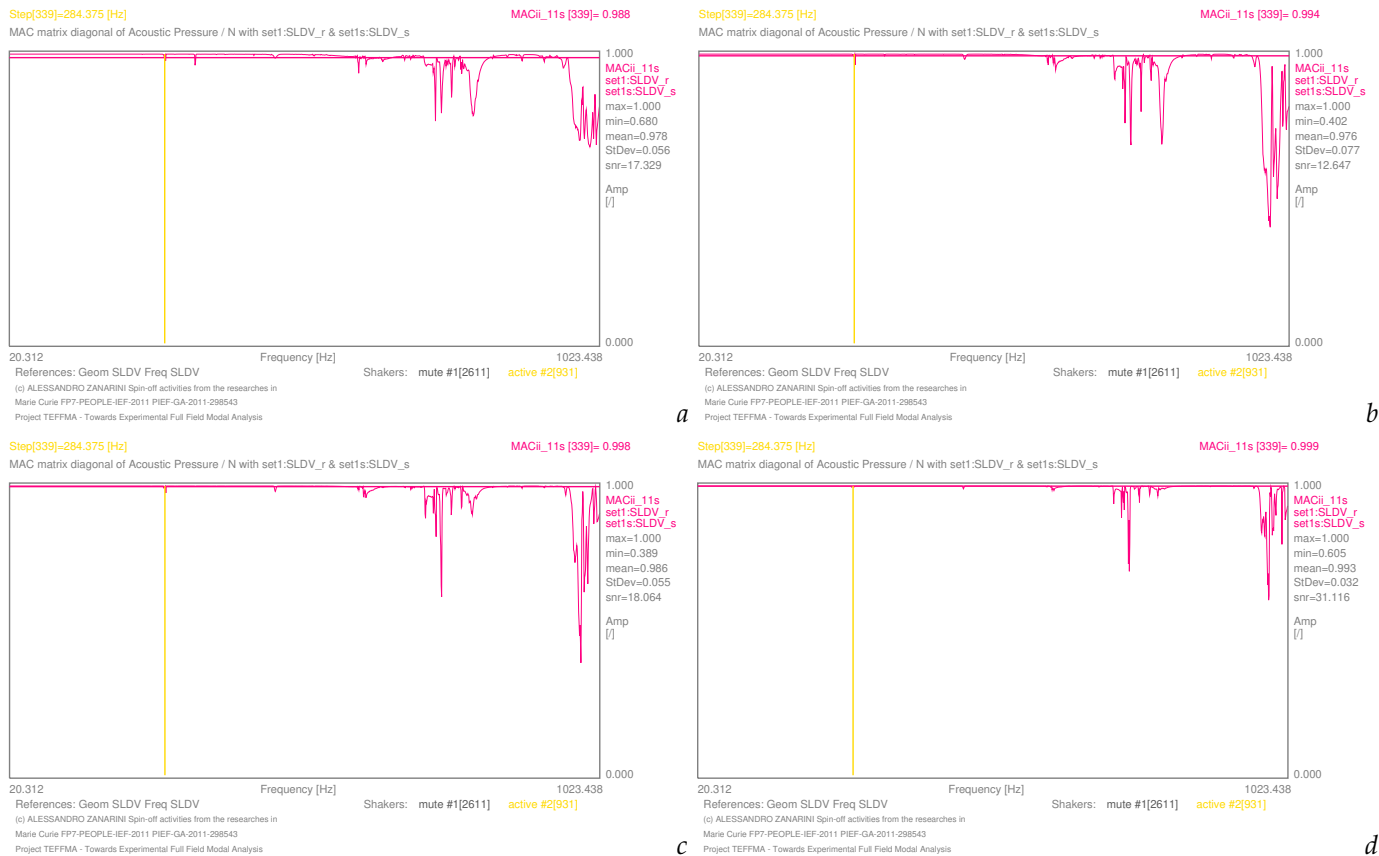 Step[339]=284.375 [Hz] MACii_11s [339]= 0.988
MAC matrix diagonal of Acoustic Pressure / N with set1:SLDV_r & set1s:SLDV_s
1.000
MACii_11s
set1:SLDV_r
set1s:SLDV_s
max=1.000
min=0.680
mean=0.978
StDev=0.056
snr=17.329
Amp
[/]
0.000
20.312 Frequency [Hz] 1023.438
References: Geom SLDV Freq SLDV Shakers: mute #1[2611] active #2[931]
(c) ALESSANDRO ZANARINI Spin-off activities from the researches in
Marie Curie FP7-PEOPLE-IEF-2011 PIEF-GA-2011-298543
Project TEFFMA - Towards Experimental Full Field Modal Analysis
a
Step[339]=284.375 [Hz] MACii_11s [339]= 0.994
MAC matrix diagonal of Acoustic Pressure / N with set1:SLDV_r & set1s:SLDV_s
1.000
MACii_11s
set1:SLDV_r
set1s:SLDV_s
max=1.000
min=0.402
mean=0.976
StDev=0.077
snr=12.647
Amp
[/]
0.000
20.312 Frequency [Hz] 1023.438
References: Geom SLDV Freq SLDV Shakers: mute #1[2611] active #2[931]
(c) ALESSANDRO ZANARINI Spin-off activities from the researches in
Marie Curie FP7-PEOPLE-IEF-2011 PIEF-GA-2011-298543
Project TEFFMA - Towards Experimental Full Field Modal Analysis
b
Step[339]=284.375 [Hz] MACii_11s [339]= 0.998
MAC matrix diagonal of Acoustic Pressure / N with set1:SLDV_r & set1s:SLDV_s
1.000
MACii_11s
set1:SLDV_r
set1s:SLDV_s
max=1.000
min=0.389
mean=0.986
StDev=0.055
snr=18.064
Amp
[/]
0.000
20.312 Frequency [Hz] 1023.438
References: Geom SLDV Freq SLDV Shakers: mute #1[2611] active #2[931]
(c) ALESSANDRO ZANARINI Spin-off activities from the researches in
Marie Curie FP7-PEOPLE-IEF-2011 PIEF-GA-2011-298543
Project TEFFMA - Towards Experimental Full Field Modal Analysis
c
Step[339]=284.375 [Hz] MACii_11s [339]= 0.999
MAC matrix diagonal of Acoustic Pressure / N with set1:SLDV_r & set1s:SLDV_s
1.000
MACii_11s
set1:SLDV_r
set1s:SLDV_s
max=1.000
min=0.605
mean=0.993
StDev=0.032
snr=31.116
Amp
[/]
0.000
20.312 Frequency [Hz] 1023.438
References: Geom SLDV Freq SLDV Shakers: mute #1[2611] active #2[931]
(c) ALESSANDRO ZANARINI Spin-off activities from the researches in
Marie Curie FP7-PEOPLE-IEF-2011 PIEF-GA-2011-298543
Project TEFFMA - Towards Experimental Full Field Modal Analysis
d